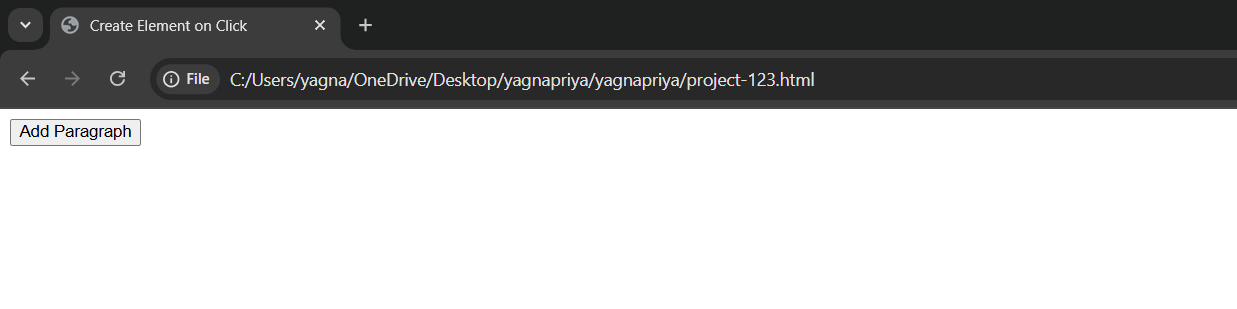 Create Element on Click
File C:/Users/yagna/OneDrive/Desktop/yagnapriya/yagnapriya/project-123.html
Add Paragraph